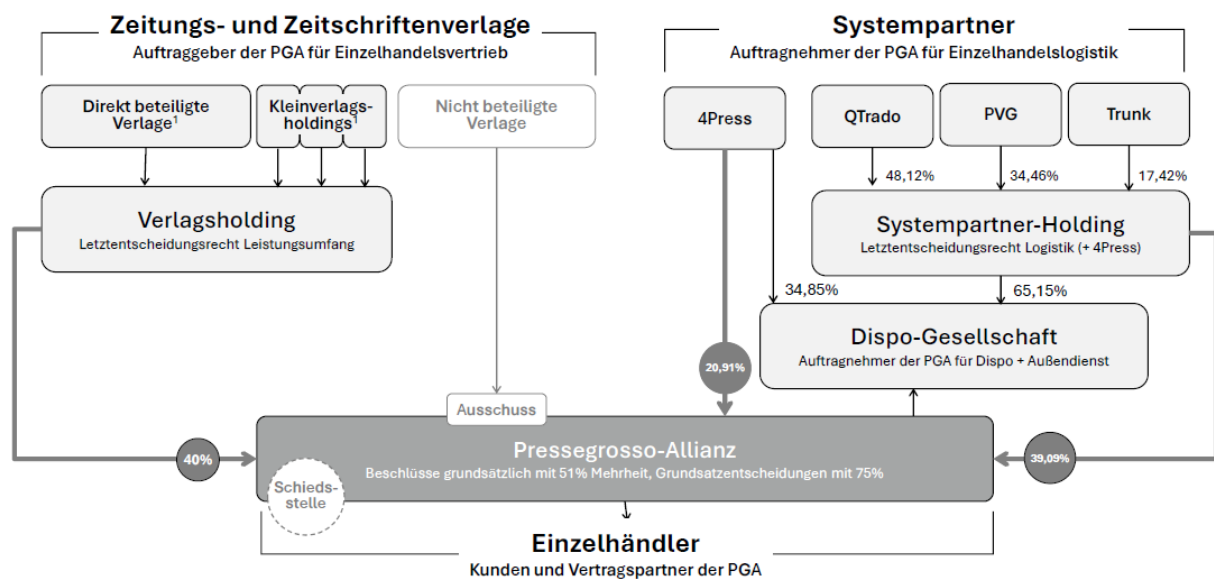 Zeitungs- und Zeitschriftenverlage
Auftraggeber der PGA für Einzelhandelsvertrieb
Systempartner
Auftragnehmer der PGA für Einzelhandelslogistik
Direkt beteiligte
Verlage¹
Kleinverlags-
holdings¹
Nicht beteiligte
Verlage
4Press
QTrado
PVG
Trunk
48,12%
34,46%
17,42%
Verlagsholding
Letztentscheidungsrecht Leistungsumfang
Systempartner-Holding
Letztentscheidungsrecht Logistik (+ 4Press)
34,85%
65,15%
Dispo-Gesellschaft
Auftragnehmer der PGA für Dispo + Außendienst
20,91%
Ausschuss
Pressegrosso-Allianz
Beschlüsse grundsätzlich mit 51% Mehrheit, Grundsatzentscheidungen mit 75%
40%
39,09%
Schieds-
stelle
Einzelhändler
Kunden und Vertragspartner der PGA